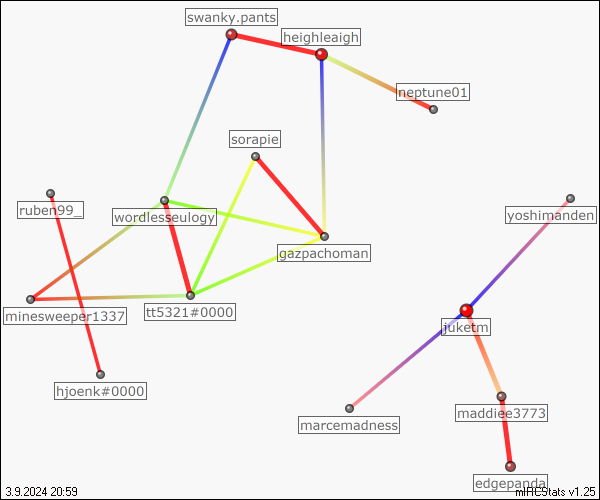 swanky.pants
heighleaigh
neptune01
sorapie
ruben99_
wordlesseulogy
yoshimanden
gazpachoman
minesweeper1337
tt5321#0000
juketm
hjoenk#0000
maddiee3773
marcemadness
edgepanda
3.9.2024 20:59
mIRCStats v1.25